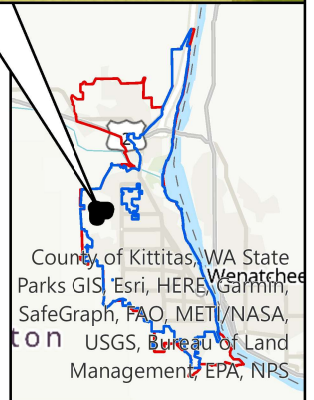 2
County of Kittitas, WA State
Wenatchee
Parks GIS, Esri, HERE, Garmin,
SafeGraph, FAO, METI/NASA,
ton
USGS, Bureau of Land
Management, EPA, NPS